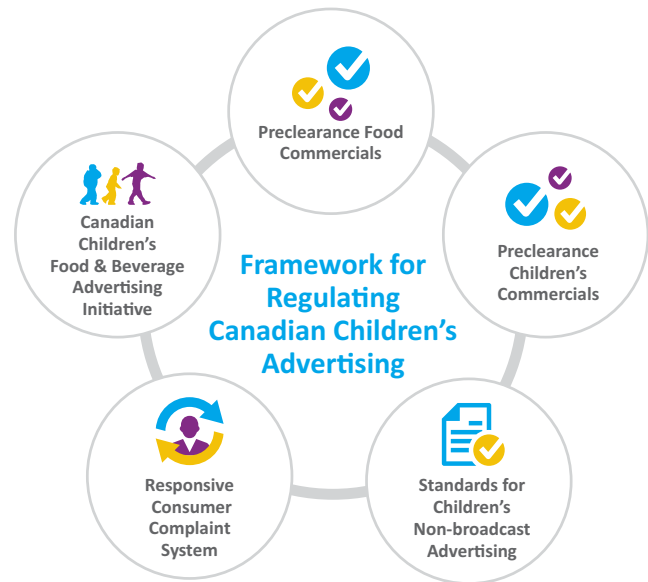 Preclearance Food
Commercials
Canadian
Children's
Food & Beverage
Advertising
Initiative
Preclearance
Children's
Commercials
Framework for
Regulating
Canadian Children's
Advertising
Responsive
Consumer
Complaint
System
Standards for
Children's
Non-broadcast
Advertising